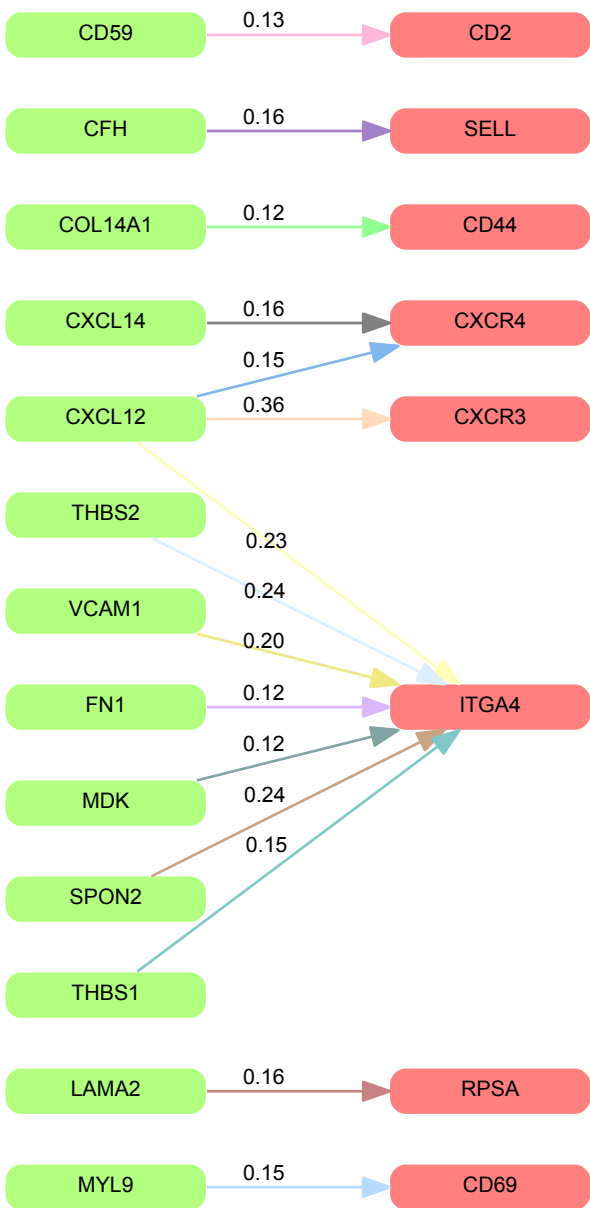 CD59 0.13 CD2
CFH 0.16 SELL
COL14A1 0.12 CD44
CXCL14 0.16 CXCR4
0.15
CXCL12 0.36 CXCR3
THBS2
0.23
0.24
VCAM1
0.20
FN1 0.12 ITGA4
0.12
MDK
0.24
0.15
SPON2
THBS1
LAMA2 0.16 RPSA
MYL9 0.15 CD69